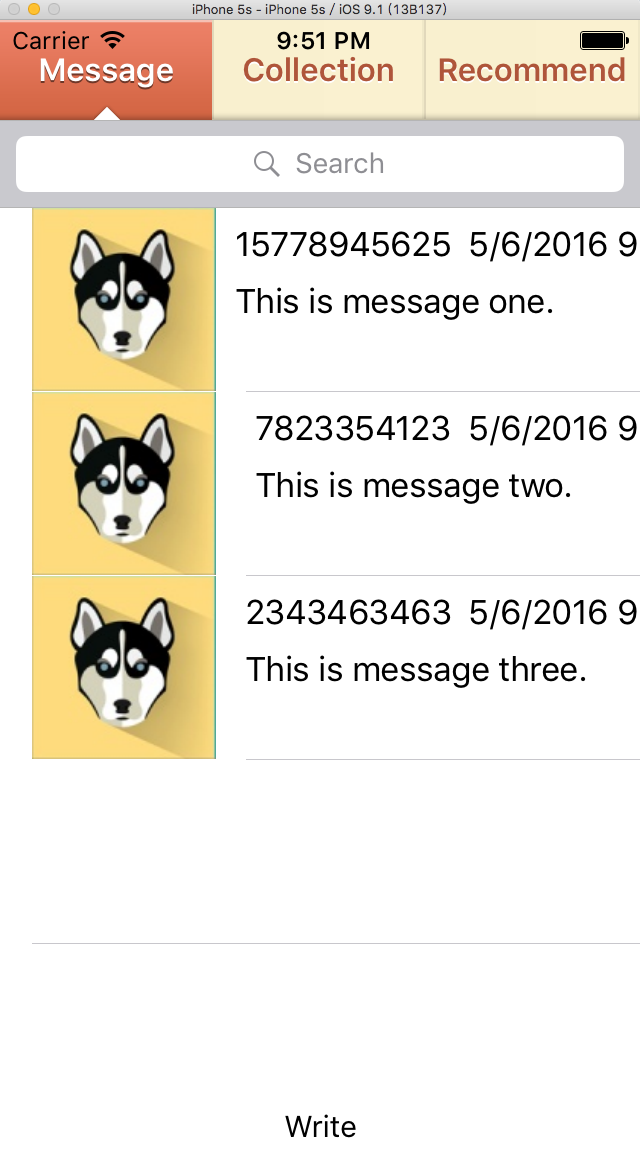 iPhone 5s - iPhone 5s / iOS 9.1 (13B137)
Carrier 9:51 PM
Message Collection Recommend
Search
15778945625 5/6/2016 9
This is message one.
7823354123 5/6/2016 9
This is message two.
2343463463 5/6/2016 9
This is message three.
Write